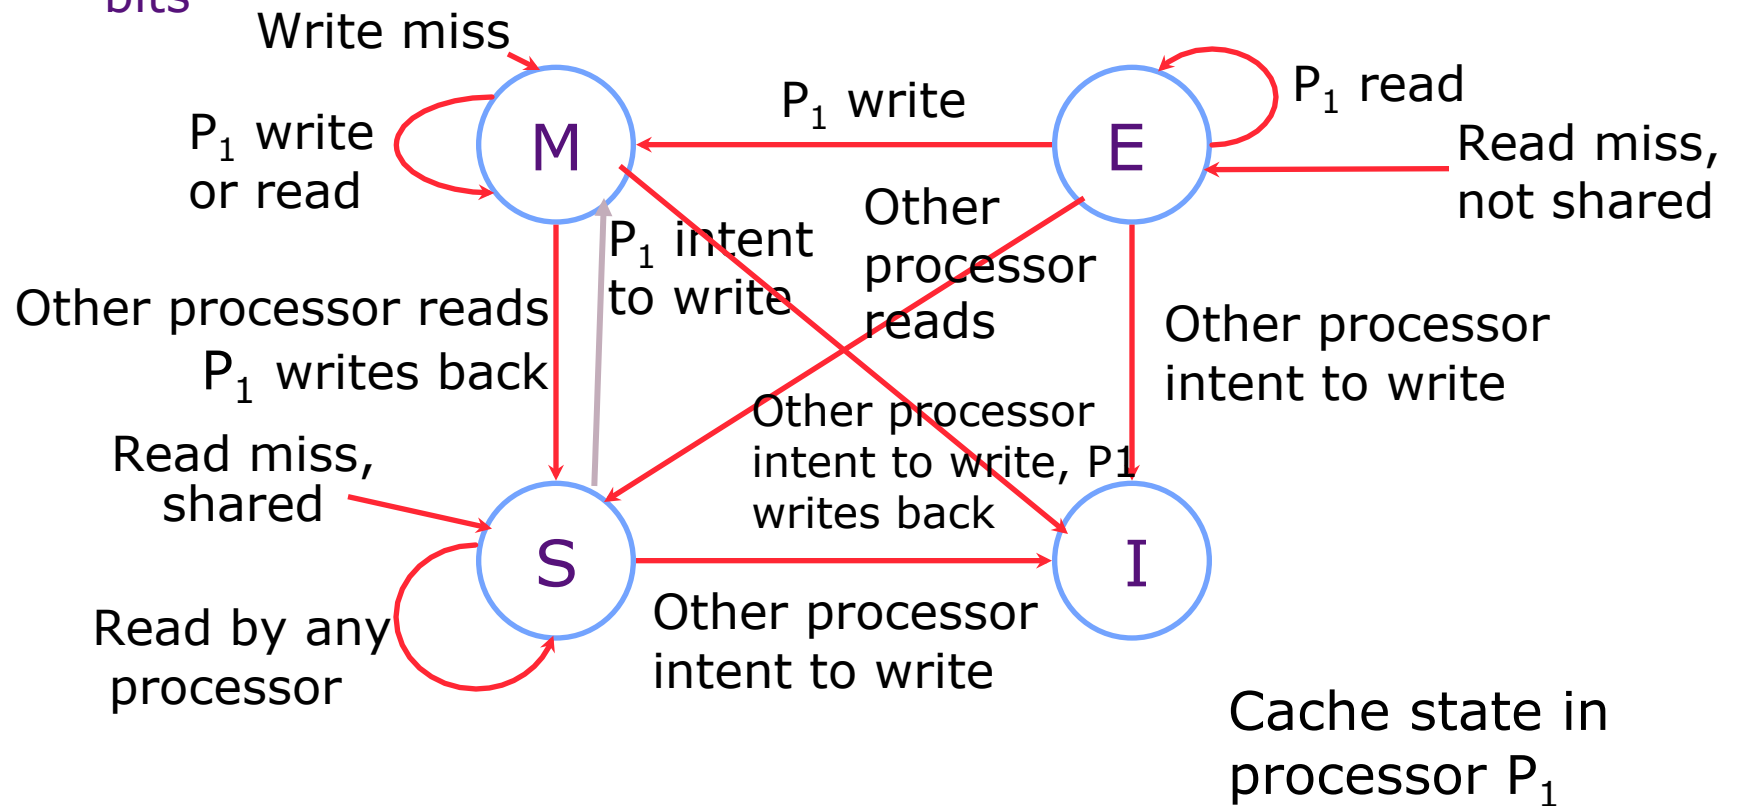 bits
Write miss
P₁ write
or read
M
P₁ write
E
P₁ read
Read miss,
not shared
P₁ intent
to write
Other
processor
reads
Other processor reads
P₁ writes back
Other processor
intent to write
Other processor
intent to write, P1
writes back
Read miss,
shared
S
I
Read by any
processor
Other processor
intent to write
Cache state in
processor P₁